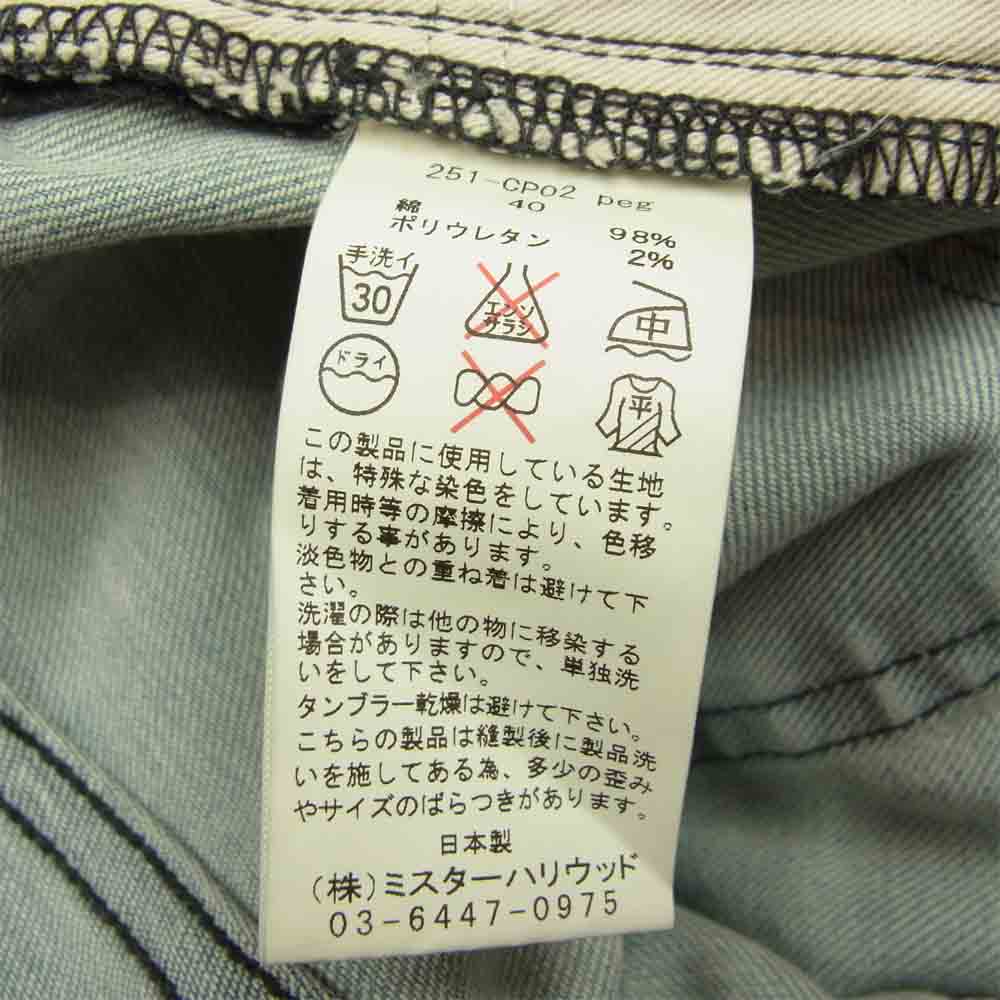 251-CP02 peg
40
綿 98%
ポリウレタン 2%
手洗イ
30
エンソ
サラシ
中
ドライ
平
この製品に使用している生地
は、特殊な染色をしています。
着用時等の摩擦により、色移
りする事があります。
淡色物との重ね着は避けて下
さい。
洗濯の際は他の物に移染する
場合がありますので、単独洗
いをして下さい。
タンブラー乾燥は避けて下さい。
こちらの製品は縫製後に製品洗
いを施してある為、多少の歪み
やサイズのばらつきがあります。
日本製
(株)ミスターハリウッド
03-6447-0975